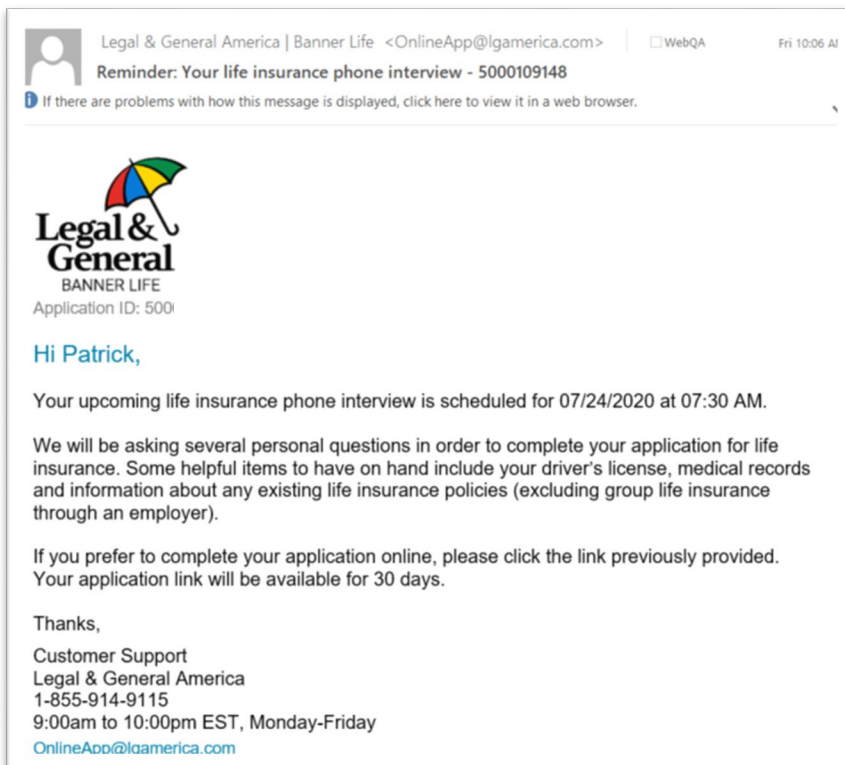 Legal & General America | Banner Life <OnlineApp@lgamerica.com> WebQA Fri 10:06 AM
Reminder: Your life insurance phone interview - 5000109148
If there are problems with how this message is displayed, click here to view it in a web browser.
Legal &
General
BANNER LIFE
Application ID: 500
Hi Patrick,
Your upcoming life insurance phone interview is scheduled for 07/24/2020 at 07:30 AM.
We will be asking several personal questions in order to complete your application for life
insurance. Some helpful items to have on hand include your driver's license, medical records
and information about any existing life insurance policies (excluding group life insurance
through an employer).
If you prefer to complete your application online, please click the link previously provided.
Your application link will be available for 30 days.
Thanks,
Customer Support
Legal & General America
1-855-914-9115
9:00am to 10:00pm EST, Monday-Friday
OnlineApp@lgamerica.com